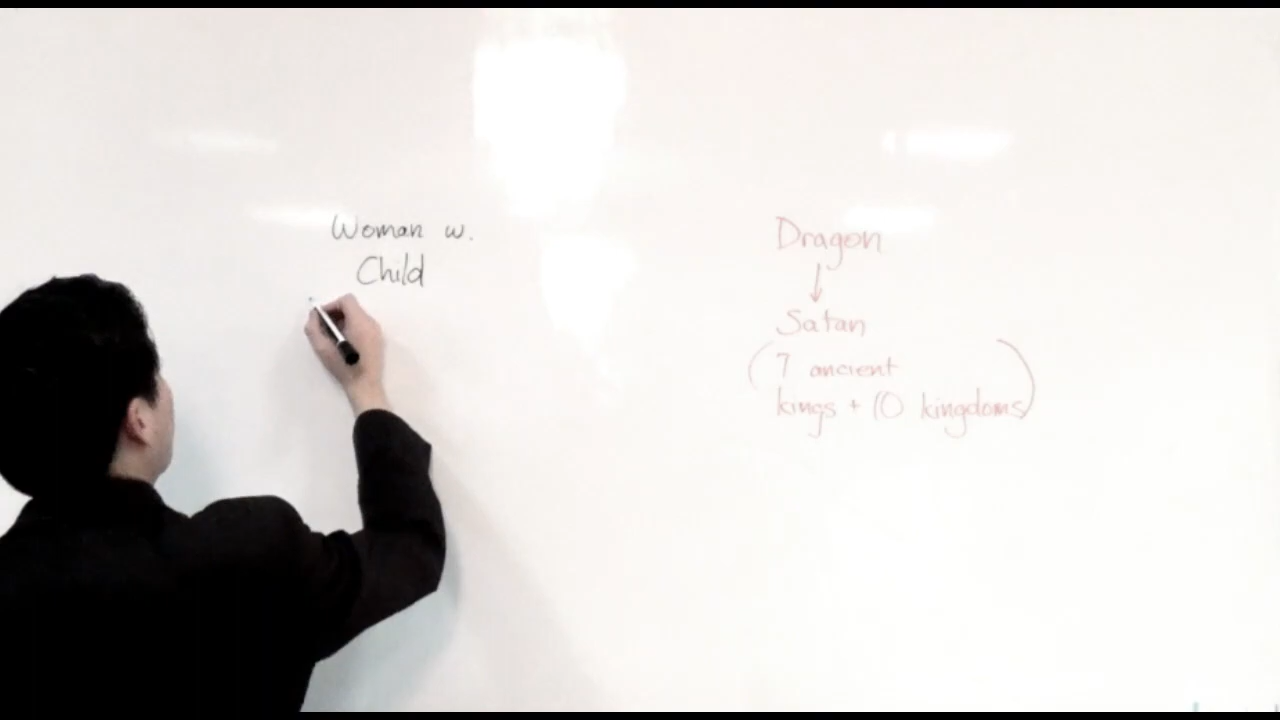 Woman w.
Child
Dragon
↓
Satan
(7 ancient
kings + 10 kingdoms)